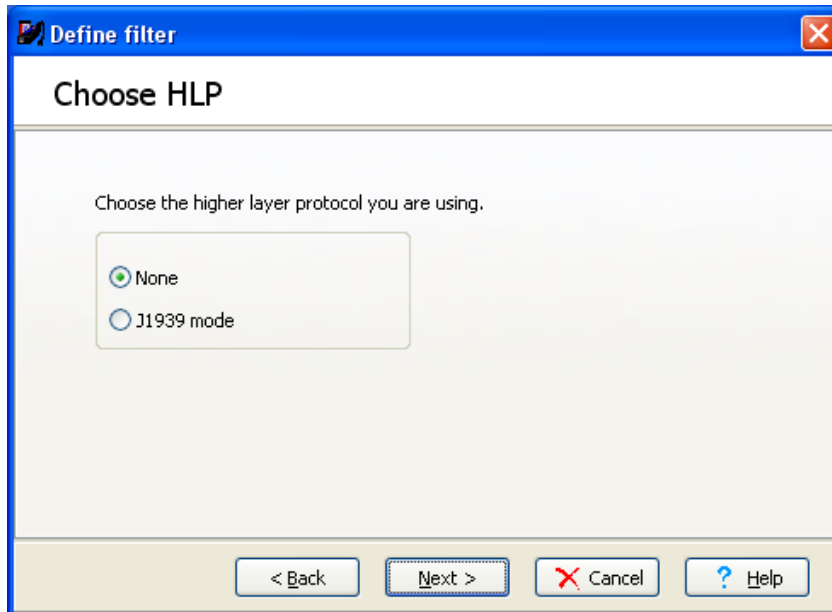 Define filter
Choose HLP
Choose the higher layer protocol you are using.
None
J1939 mode
< Back
Next >
Cancel
? Help